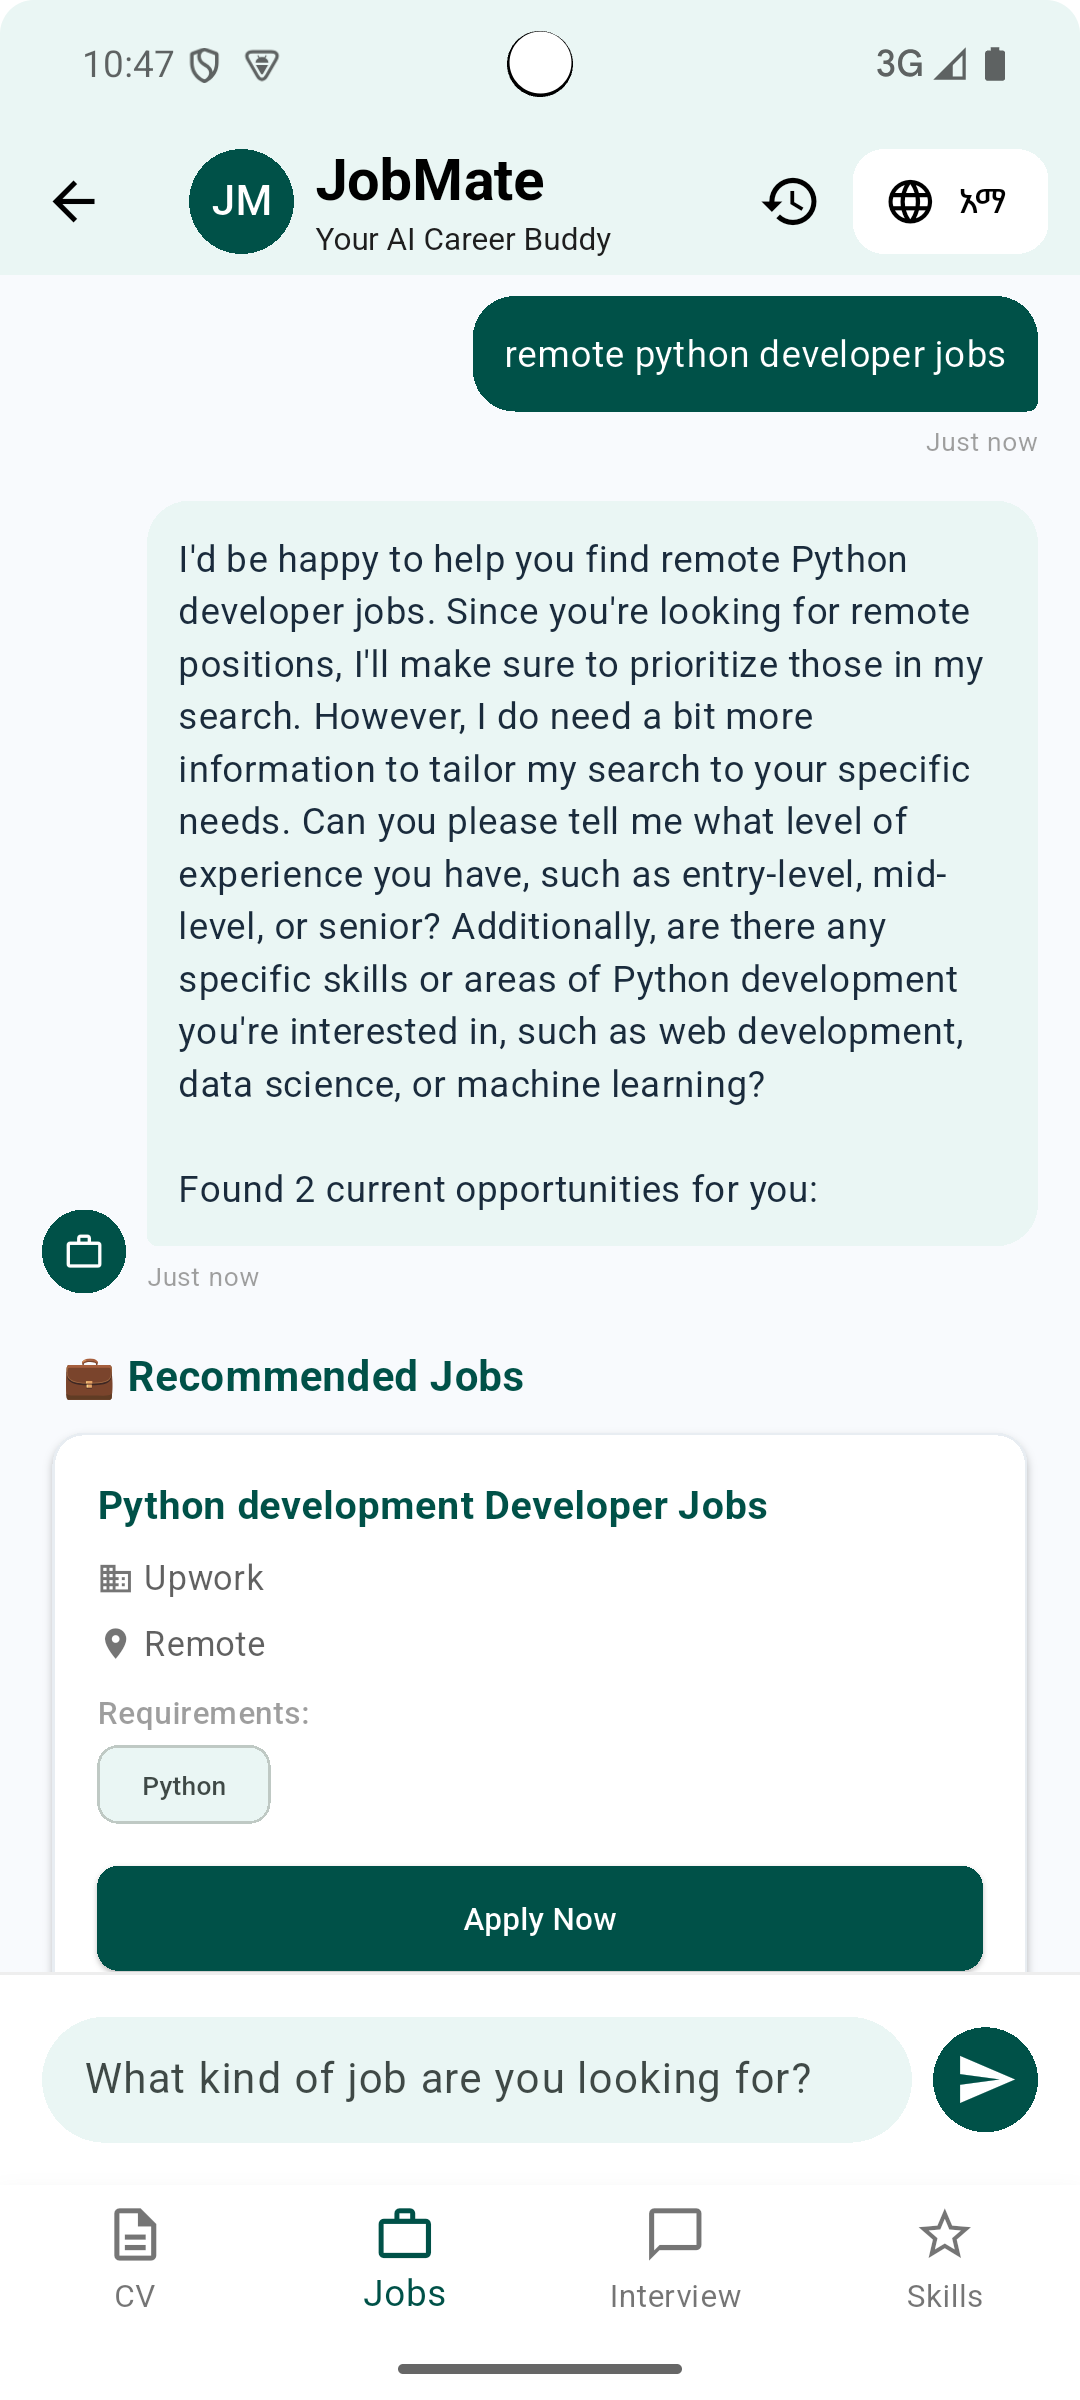 10:47
3G
JM
JobMate
Your AI Career Buddy
አማ
remote python developer jobs
Just now
I'd be happy to help you find remote Python
developer jobs. Since you're looking for remote
positions, I'll make sure to prioritize those in my
search. However, I do need a bit more
information to tailor my search to your specific
needs. Can you please tell me what level of
experience you have, such as entry-level, mid-
level, or senior? Additionally, are there any
specific skills or areas of Python development
you're interested in, such as web development,
data science, or machine learning?
Found 2 current opportunities for you:
Just now
Recommended Jobs
Python development Developer Jobs
Upwork
Remote
Requirements:
Python
Apply Now
What kind of job are you looking for?
CV
Jobs
Interview
Skills